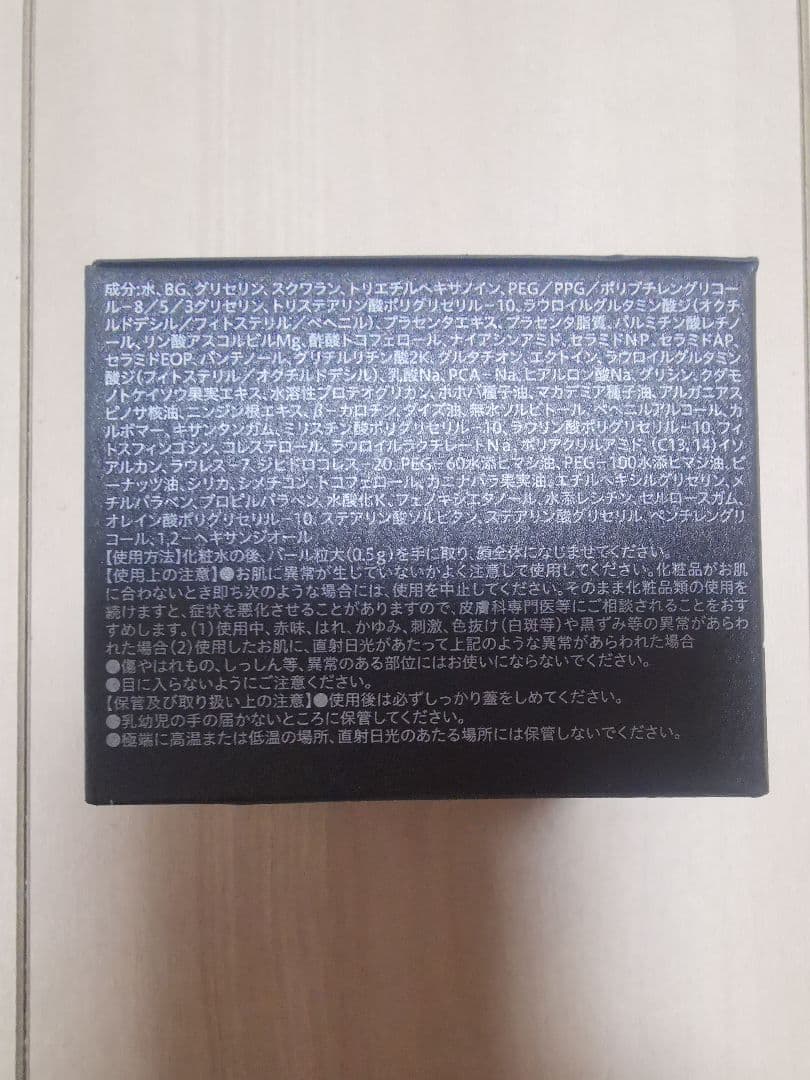 成分:水、BG、グリセリン、スクワラン、トリエチルヘキサノイン、PEG/PPG/ポリブチレングリコー
ル-8/5/3グリセリン、トリステアリン酸ポリグリセリル-10、ラウロイルグルタミン酸ジ(オクチ
ルドデシル/フィトステリル/ベヘニル)、プラセンタエキス、プラセンタ脂質、パルミチン酸レチノ
ール、リン酸アスコルビルMg、酢酸トコフェロール、ナイアシンアミド、セラミドNP、セラミドAP、
セラミドEOP、パンテノール、グリチルリチン酸2K、グルタチオン、エクトイン、ラウロイルグルタミン
酸ジ(フィトステリル/オクチルドデシル)、乳酸Na、PCA-Na、ヒアルロン酸Na、グリシン、クダモ
ノトケイソウ果実エキス、水溶性プロテオグリカン、ホホバ種子油、マカデミア種子油、アルガニアス
ピノサ核油、ニンジン根エキス、β-カロチン、ダイズ油、無水ソルビトール、ベヘニルアルコール、カ
ルボマー、キサンタンガム、ミリスチン酸ポリグリセリル-10、ラウリン酸ポリグリセリル-10、フィ
トスフィンゴシン、コレステロール、ラウロイルラクチレートNa、ポリアクリルアミド、(C13,14)イソ
アルカン、ラウレス-7、ジヒドロコレス-20、PEG-60水添ヒマシ油、PEG-100水添ヒマシ油、ピ
ーナッツ油、シリカ、シメチコン、トコフェロール、カニナバラ果実油、エチルヘキシルグリセリン、メ
チルパラベン、プロピルパラベン、水酸化K、フェノキシエタノール、水添レシチン、セルロースガム、
オレイン酸ポリグリセリル-10、ステアリン酸ソルビタン、ステアリン酸グリセリル、ペンチレングリ
コール、1,2-ヘキサンジオール
【使用方法】化粧水の後、パール粒大(0.5g)を手に取り、顔全体になじませてください。
【使用上の注意】●お肌に異常が生じていないかよく注意して使用してください。化粧品がお肌
に合わないとき即ち次のような場合には、使用を中止してください。そのまま化粧品類の使用を
続けますと、症状を悪化させることがありますので、皮膚科専門医等にご相談されることをおす
すめします。(1)使用中、赤味、はれ、かゆみ、刺激、色抜け(白斑等)や黒ずみ等の異常があらわ
れた場合(2)使用したお肌に、直射日光があたって上記のような異常があらわれた場合
●傷やはれもの、しっしん等、異常のある部位にはお使いにならないでください。
●目に入らないようにご注意ください。
【保管及び取り扱い上の注意】●使用後は必ずしっかり蓋をしめてください。
●乳幼児の手の届かないところに保管してください。
●極端に高温または低温の場所、直射日光のあたる場所には保管しないでください。